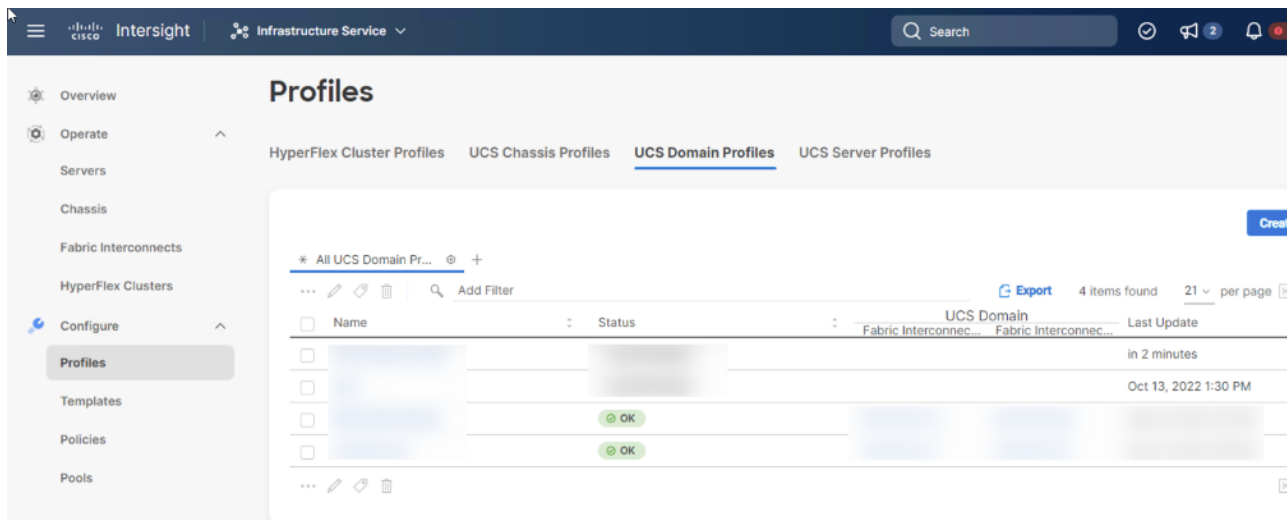 cisco Intersight Infrastructure Service Search 2
Profiles
Overview
Operate
Servers
Chassis
Fabric Interconnects
HyperFlex Clusters
Configure
Profiles
Templates
Policies
Pools
HyperFlex Cluster Profiles UCS Chassis Profiles UCS Domain Profiles UCS Server Profiles
Creat
All UCS Domain Pr... +
... Add Filter Export 4 items found 21 per page
UCS Domain
Name Status Fabric Interconnec... Fabric Interconnec... Last Update
in 2 minutes
Oct 13, 2022 1:30 PM
OK
OK
...